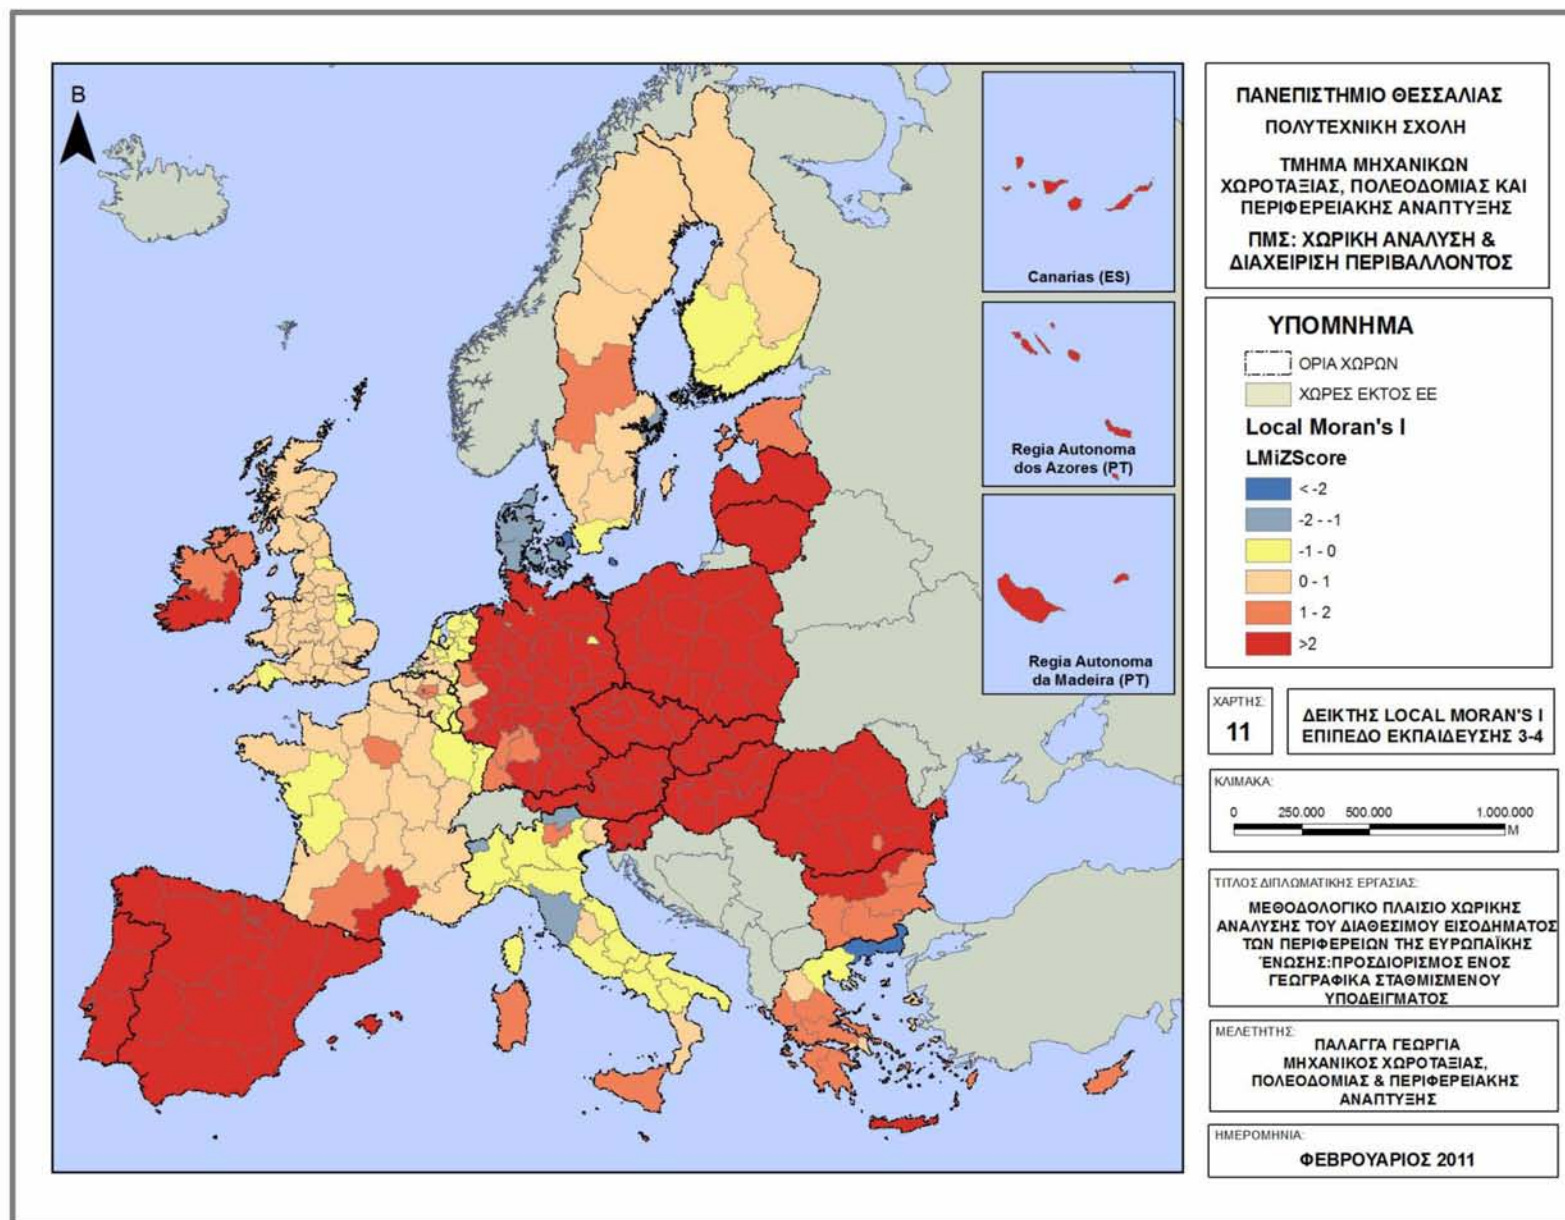 B
Canarias (ES)
Regia Autonoma
dos Azores (PT)
Regia Autonoma
da Madeira (PT)
ΠΑΝΕΠΙΣΤΗΜΙΟ ΘΕΣΣΑΛΙΑΣ
ΠΟΛΥΤΕΧΝΙΚΗ ΣΧΟΛΗ
ΤΜΗΜΑ ΜΗΧΑΝΙΚΩΝ
ΧΩΡΟΤΑΞΙΑΣ, ΠΟΛΕΟΔΟΜΙΑΣ ΚΑΙ
ΠΕΡΙΦΕΡΕΙΑΚΗΣ ΑΝΑΠΤΥΞΗΣ
ΠΜΣ: ΧΩΡΙΚΗ ΑΝΑΛΥΣΗ &
ΔΙΑΧΕΙΡΙΣΗ ΠΕΡΙΒΑΛΛΟΝΤΟΣ
ΥΠΟΜΝΗΜΑ
ΟΡΙΑ ΧΩΡΩΝ
ΧΩΡΕΣ ΕΚΤΟΣ ΕΕ
Local Moran's I
LMiZScore
< -2
-2 - -1
-1 - 0
0 - 1
1 - 2
>2
ΧΑΡΤΗΣ:
11
ΔΕΙΚΤΗΣ LOCAL MORAN'S I
ΕΠΙΠΕΔΟ ΕΚΠΑΙΔΕΥΣΗΣ 3-4
ΚΛΙΜΑΚΑ:
0 250.000 500.000 1.000.000
M
ΤΙΤΛΟΣ ΔΙΠΛΩΜΑΤΙΚΗΣ ΕΡΓΑΣΙΑΣ:
ΜΕΘΟΔΟΛΟΓΙΚΟ ΠΛΑΙΣΙΟ ΧΩΡΙΚΗΣ
ΑΝΑΛΥΣΗΣ ΤΟΥ ΔΙΑΘΕΣΙΜΟΥ ΕΙΣΟΔΗΜΑΤΟΣ
ΤΩΝ ΠΕΡΙΦΕΡΕΙΩΝ ΤΗΣ ΕΥΡΩΠΑΪΚΗΣ
ΈΝΩΣΗΣ:ΠΡΟΣΔΙΟΡΙΣΜΟΣ ΕΝΟΣ
ΓΕΩΓΡΑΦΙΚΑ ΣΤΑΘΜΙΣΜΕΝΟΥ
ΥΠΟΔΕΙΓΜΑΤΟΣ
ΜΕΛΕΤΗΤΗΣ:
ΠΑΛΑΓΓΑ ΓΕΩΡΓΙΑ
ΜΗΧΑΝΙΚΟΣ ΧΩΡΟΤΑΞΙΑΣ,
ΠΟΛΕΟΔΟΜΙΑΣ & ΠΕΡΙΦΕΡΕΙΑΚΗΣ
ΑΝΑΠΤΥΞΗΣ
ΗΜΕΡΟΜΗΝΙΑ:
ΦΕΒΡΟΥΑΡΙΟΣ 2011